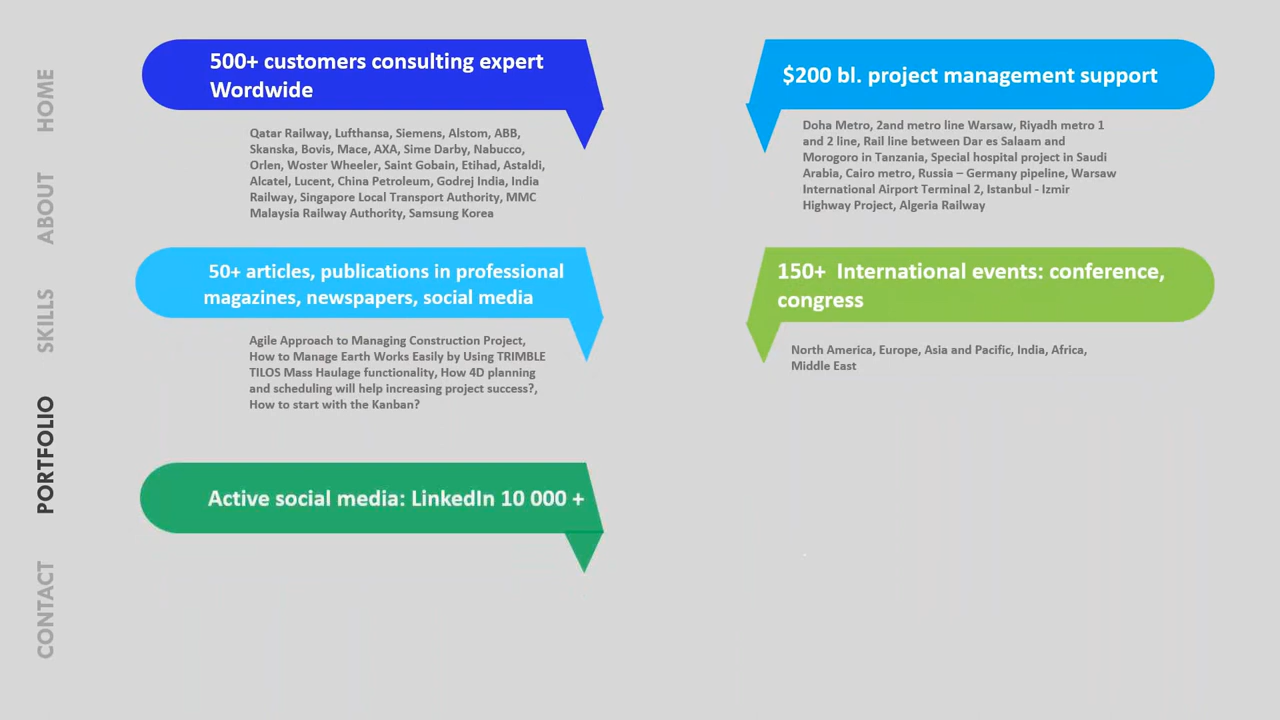 HOME
ABOUT
SKILLS
PORTFOLIO
CONTACT
500+ customers consulting expert
Wordwide
Qatar Railway, Lufthansa, Siemens, Alstom, ABB,
Skanska, Bovis, Mace, AXA, Sime Darby, Nabucco,
Orlen, Woster Wheeler, Saint Gobain, Etihad, Astaldi,
Alcatel, Lucent, China Petroleum, Godrej India, India
Railway, Singapore Local Transport Authority, MMC
Malaysia Railway Authority, Samsung Korea
$200 bl. project management support
Doha Metro, 2and metro line Warsaw, Riyadh metro 1
and 2 line, Rail line between Dar es Salaam and
Morogoro in Tanzania, Special hospital project in Saudi
Arabia, Cairo metro, Russia – Germany pipeline, Warsaw
International Airport Terminal 2, Istanbul - Izmir
Highway Project, Algeria Railway
50+ articles, publications in professional
magazines, newspapers, social media
Agile Approach to Managing Construction Project,
How to Manage Earth Works Easily by Using TRIMBLE
TILOS Mass Haulage functionality, How 4D planning
and scheduling will help increasing project success?,
How to start with the Kanban?
150+ International events: conference,
congress
North America, Europe, Asia and Pacific, India, Africa,
Middle East
Active social media: LinkedIn 10 000 +